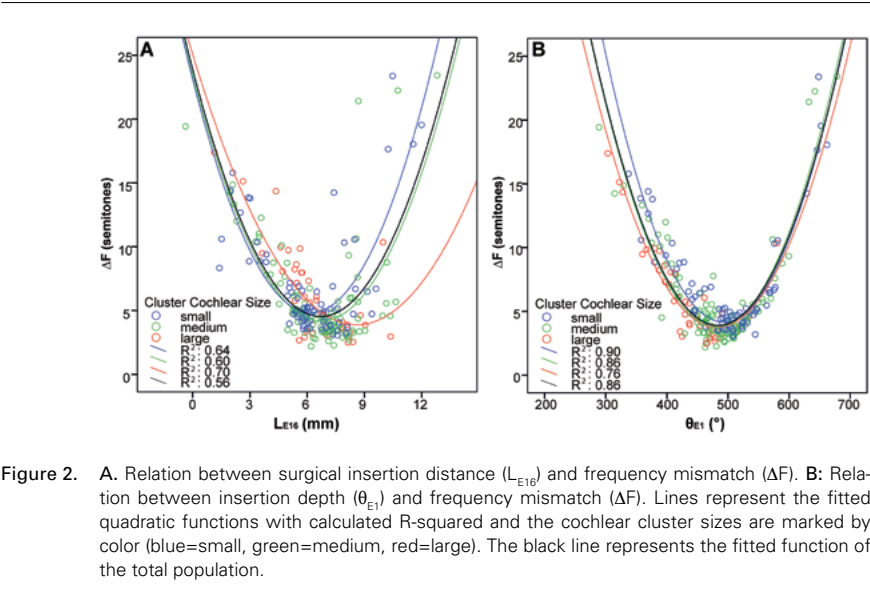 A
25
20
15
10
5
0
ΔF (semitones)
Cluster Cochlear Size
small
medium
large
R²: 0.64
R²: 0.60
R²: 0.70
R²: 0.56
0 3 6 9 12
L_E16 (mm)
B
25
20
15
10
5
0
ΔF (semitones)
Cluster Cochlear Size
small
medium
large
R²: 0.90
R²: 0.86
R²: 0.76
R²: 0.86
200 300 400 500 600 700
θ_E1 (°)
Figure 2. A. Relation between surgical insertion distance (L_E16) and frequency mismatch (ΔF). B: Rela-
tion between insertion depth (θ_E1) and frequency mismatch (ΔF). Lines represent the fitted
quadratic functions with calculated R-squared and the cochlear cluster sizes are marked by
color (blue=small, green=medium, red=large). The black line represents the fitted function of
the total population.